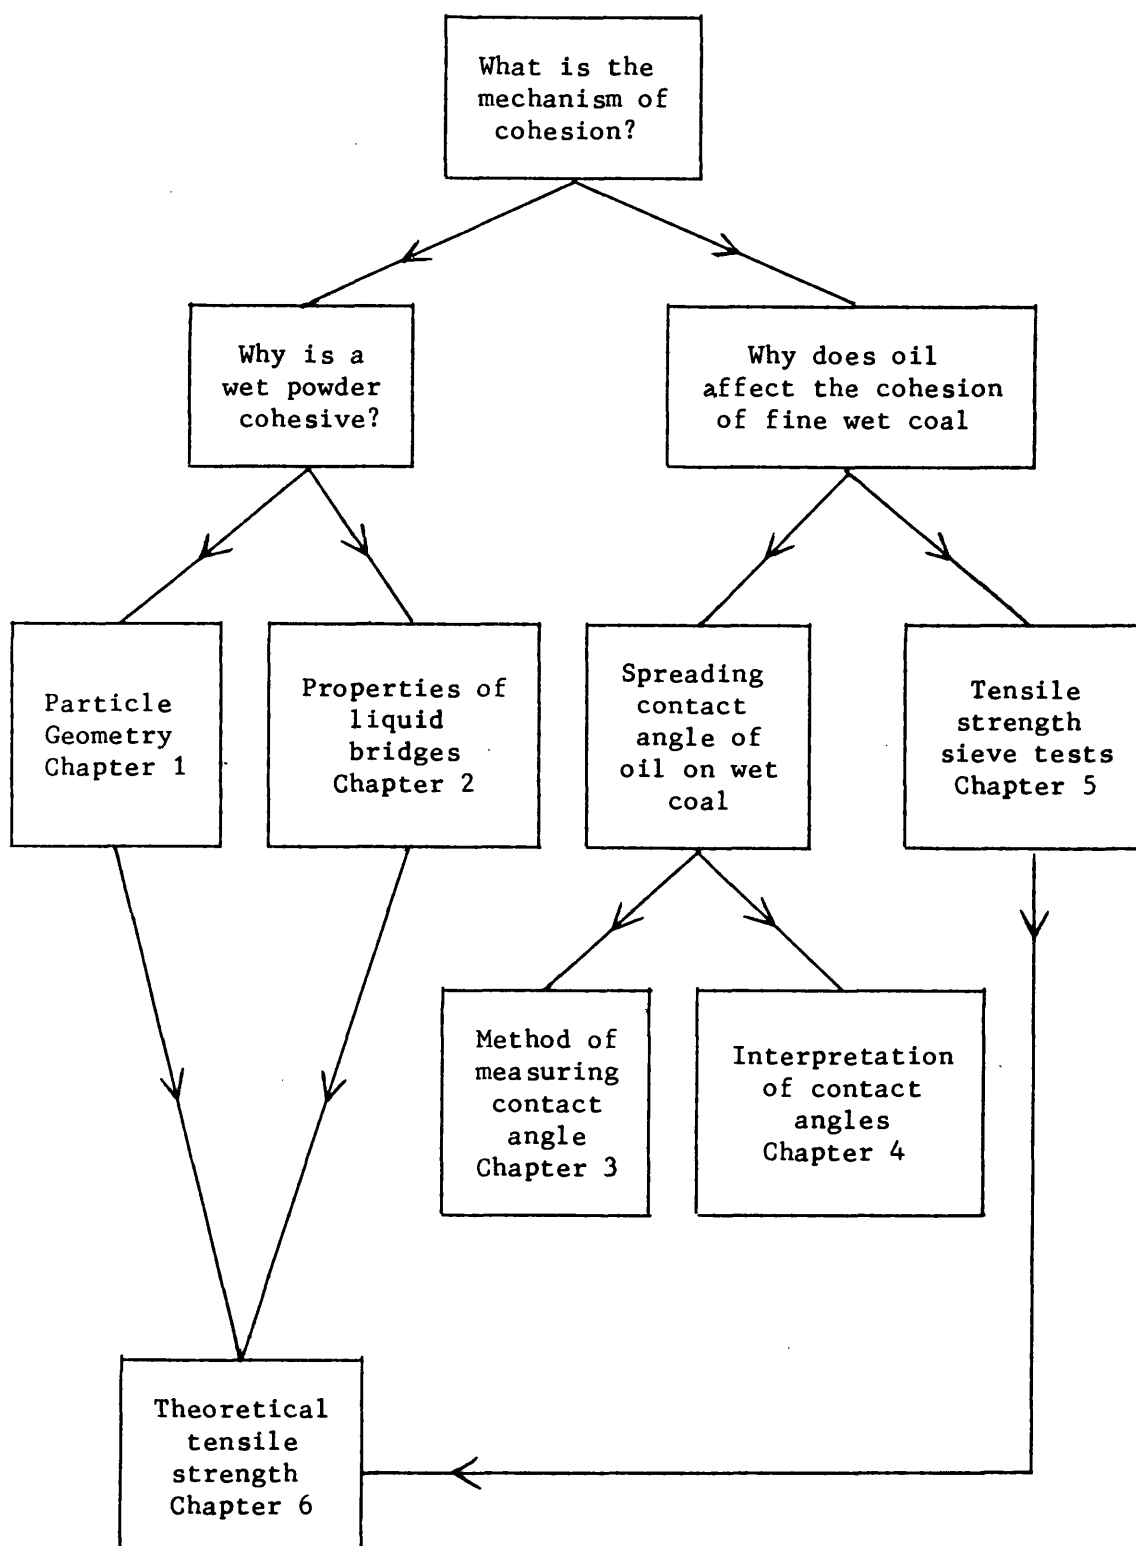 What is the
mechanism of
cohesion?
Why is a
wet powder
cohesive?
Why does oil
affect the cohesion
of fine wet coal
Particle
Geometry
Chapter 1
Properties of
liquid
bridges
Chapter 2
Spreading
contact
angle of
oil on wet
coal
Tensile
strength
sieve tests
Chapter 5
Method of
measuring
contact
angle
Chapter 3
Interpretation
of contact
angles
Chapter 4
Theoretical
tensile
strength
Chapter 6